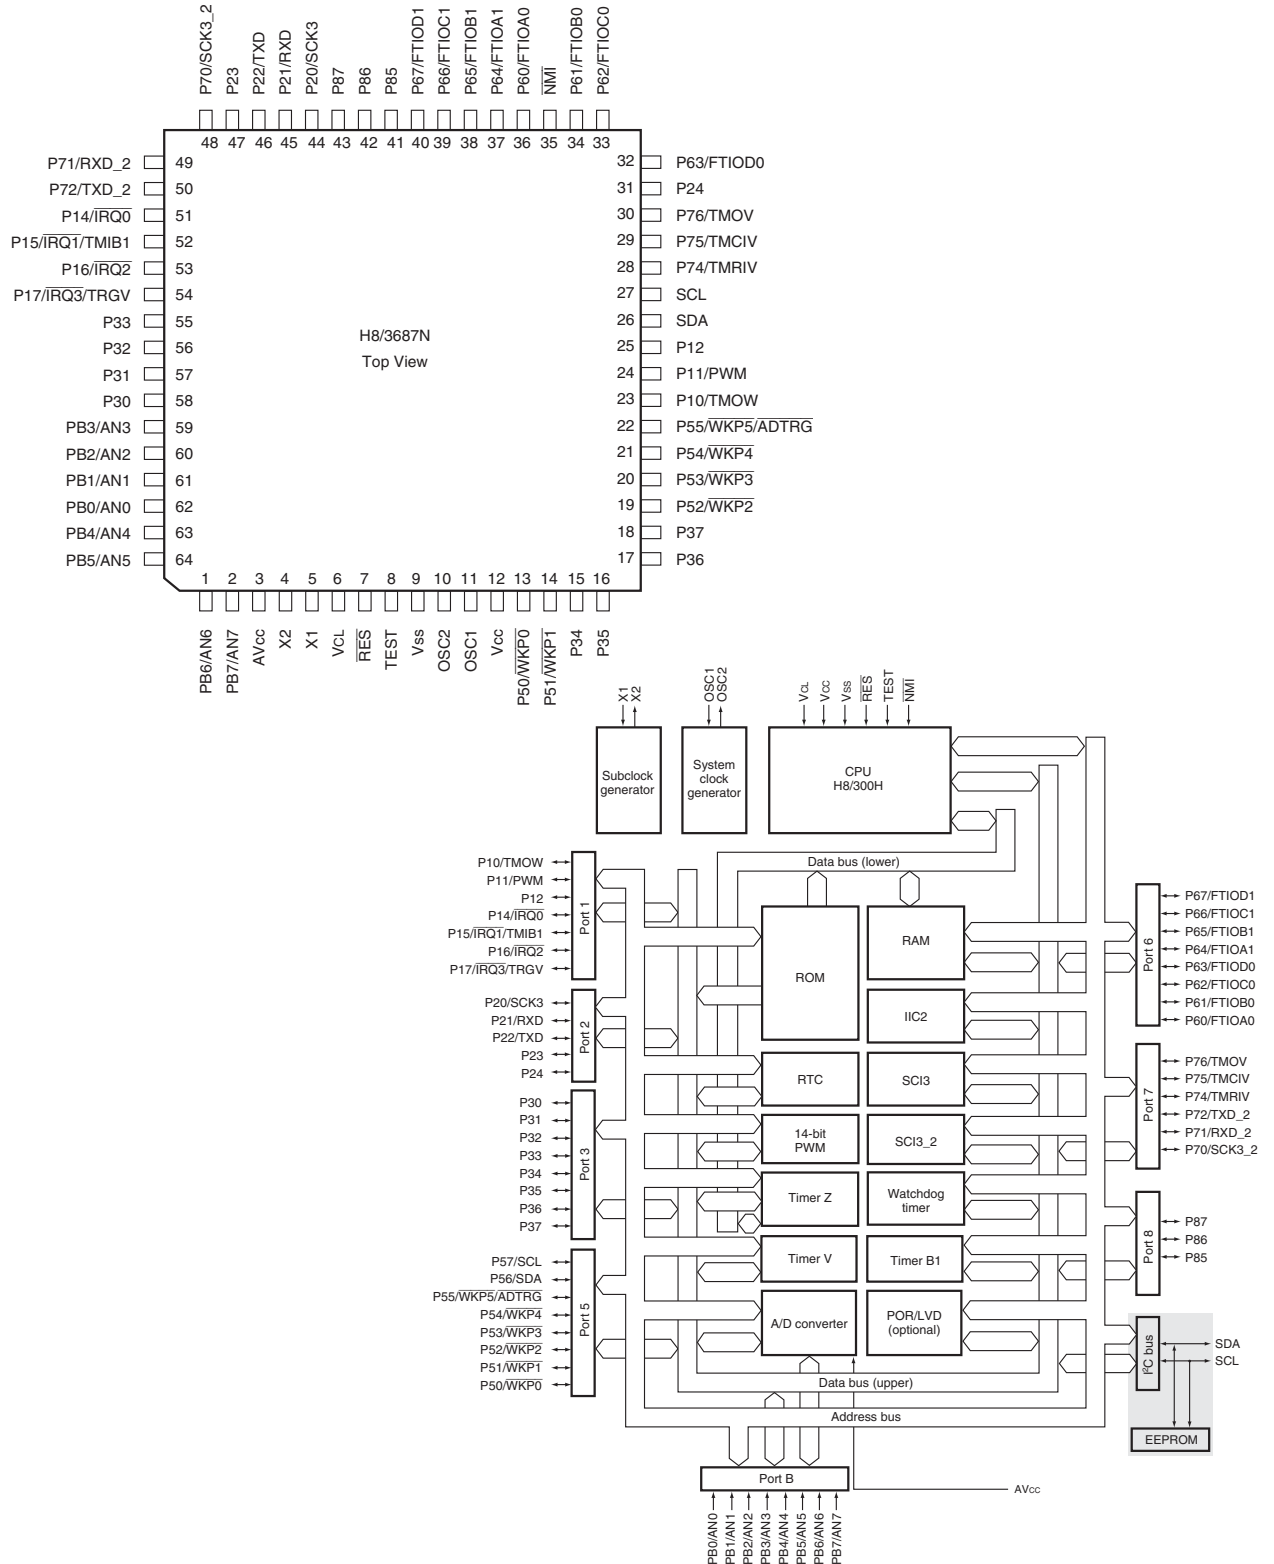 P70/SCK3_2
P23
P22/TXD
P21/RXD
P20/SCK3
P87
P86
P85
P67/FTIOD1
P66/FTIOC1
P65/FTIOB1
P64/FTIOA1
P60/FTIOA0
NMI
P61/FTIOB0
P62/FTIOC0
48 47 46 45 44 43 42 41 40 39 38 37 36 35 34 33
P71/RXD_2 49
P72/TXD_2 50
P14/IRQ0 51
P15/IRQ1/TMIB1 52
P16/IRQ2 53
P17/IRQ3/TRGV 54
P33 55
P32 56
P31 57
P30 58
PB3/AN3 59
PB2/AN2 60
PB1/AN1 61
PB0/AN0 62
PB4/AN4 63
PB5/AN5 64
H8/3687N
Top View
32 P63/FTIOD0
31 P24
30 P76/TMOV
29 P75/TMCIV
28 P74/TMRIV
27 SCL
26 SDA
25 P12
24 P11/PWM
23 P10/TMOW
22 P55/WKP5/ADTRG
21 P54/WKP4
20 P53/WKP3
19 P52/WKP2
18 P37
17 P36
1 2 3 4 5 6 7 8 9 10 11 12 13 14 15 16
PB6/AN6
PB7/AN7
AVcc
X2
X1
VCL
RES
TEST
Vss
OSC2
OSC1
Vcc
P50/WKP0
P51/WKP1
P34
P35
X1
X2
OSC1
OSC2
VCL
VCC
VSS
RES
TEST
NMI
Subclock
generator
System
clock
generator
CPU
H8/300H
Data bus (lower)
P10/TMOW
P11/PWM
P12
P14/IRQ0
P15/IRQ1/TMIB1
P16/IRQ2
P17/IRQ3/TRGV
Port 1
P20/SCK3
P21/RXD
P22/TXD
P23
P24
Port 2
P30
P31
P32
P33
P34
P35
P36
P37
Port 3
P57/SCL
P56/SDA
P55/WKP5/ADTRG
P54/WKP4
P53/WKP3
P52/WKP2
P51/WKP1
P50/WKP0
Port 5
ROM
RAM
IIC2
RTC
SCI3
14-bit
PWM
SCI3_2
Timer Z
Watchdog
timer
Timer V
Timer B1
A/D converter
POR/LVD
(optional)
Port 6
P67/FTIOD1
P66/FTIOC1
P65/FTIOB1
P64/FTIOA1
P63/FTIOD0
P62/FTIOC0
P61/FTIOB0
P60/FTIOA0
Port 7
P76/TMOV
P75/TMCIV
P74/TMRIV
P72/TXD_2
P71/RXD_2
P70/SCK3_2
Port 8
P87
P86
P85
I2C bus
SDA
SCL
EEPROM
Data bus (upper)
Address bus
Port B
AVCC
PB0/AN0
PB1/AN1
PB2/AN2
PB3/AN3
PB4/AN4
PB5/AN5
PB6/AN6
PB7/AN7